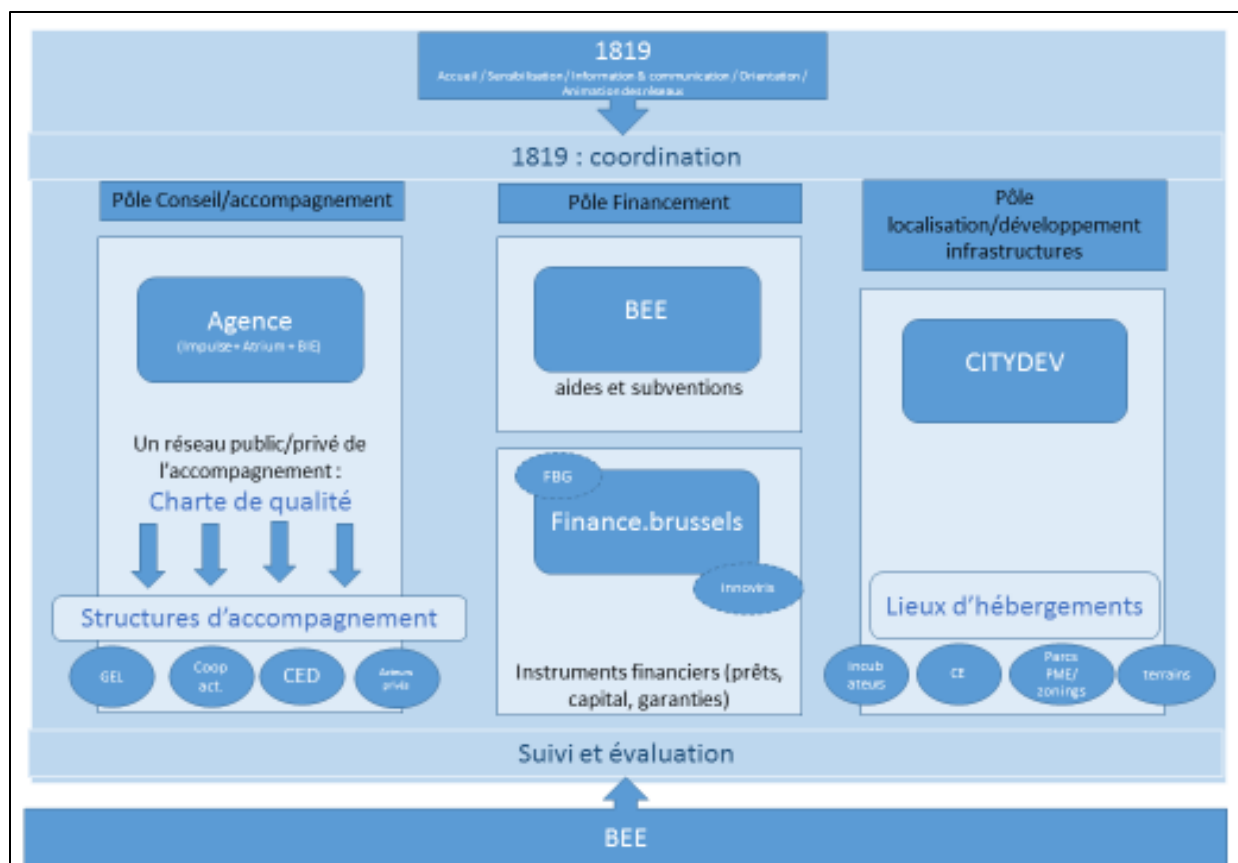 1819
Accueil / Sensibilisation / Information & communication / Orientation /
Animation des réseaux
1819 : coordination
Pôle Conseil/accompagnement
Agence
(Impulse + Atrium + BIE)
Un réseau public/privé de
l'accompagnement :
Charte de qualité
Structures d'accompagnement
GEL
Coop
act.
CED
Acteurs
privés
Pôle Financement
BEE
aides et subventions
FBG
Finance.brussels
Innoviris
Instruments financiers (prêts,
capital, garanties)
Pôle
localisation/développement
infrastructures
CITYDEV
Lieux d'hébergements
incub
ateurs
CE
Parcs
PME/
zonings
terrains
Suivi et évaluation
BEE